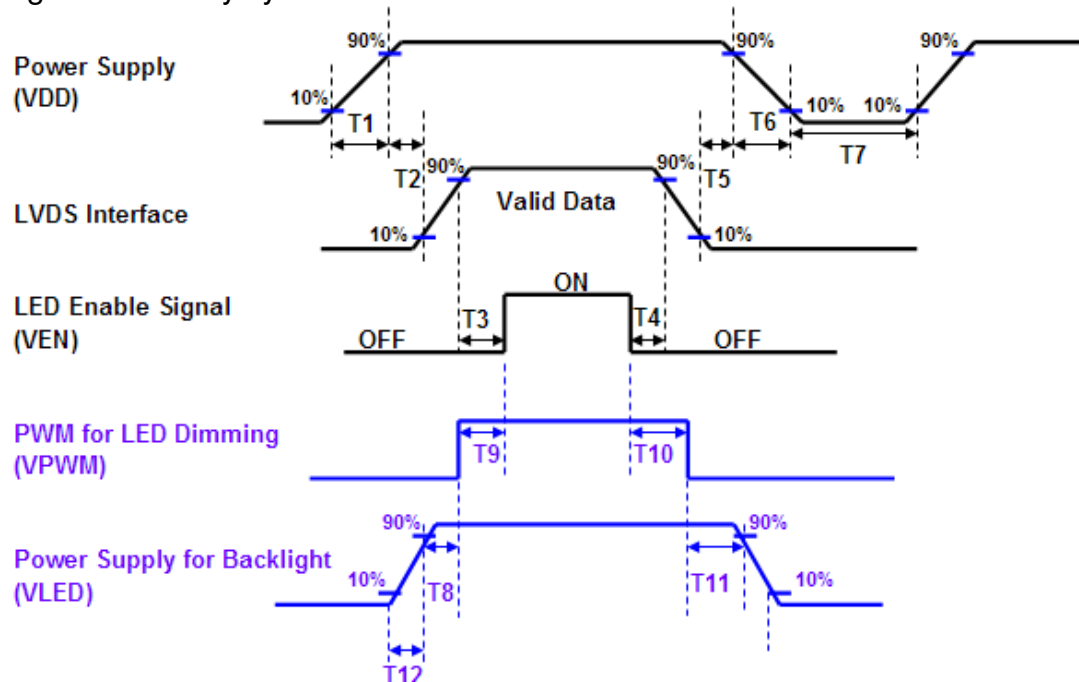 90%
90%
90%
Power Supply
(VDD)
10%
10%
10%
T1
T6
T7
T2
90%
90%
T5
Valid Data
LVDS Interface
10%
10%
ON
LED Enable Signal
(VEN)
T3
T4
OFF
OFF
PWM for LED Dimming
(VPWM)
T9
T10
90%
90%
Power Supply for Backlight
(VLED)
10%
10%
T8
T11
T12